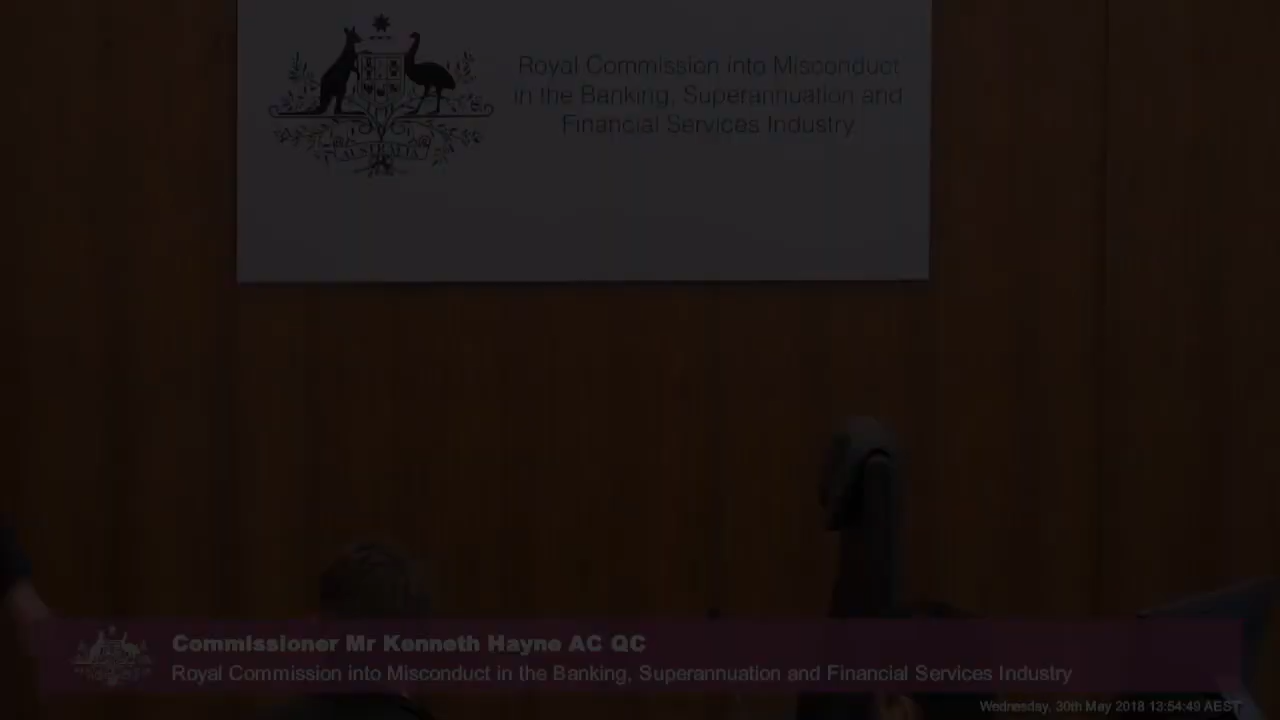 Royal Commission into Misconduct
in the Banking, Superannuation and
Financial Services Industry
AUSTRALIA
Commissioner Mr Kenneth Hayne AC QC
Royal Commission into Misconduct in the Banking, Superannuation and Financial Services Industry
Wednesday, 30th May 2018 13:54:49 AEST